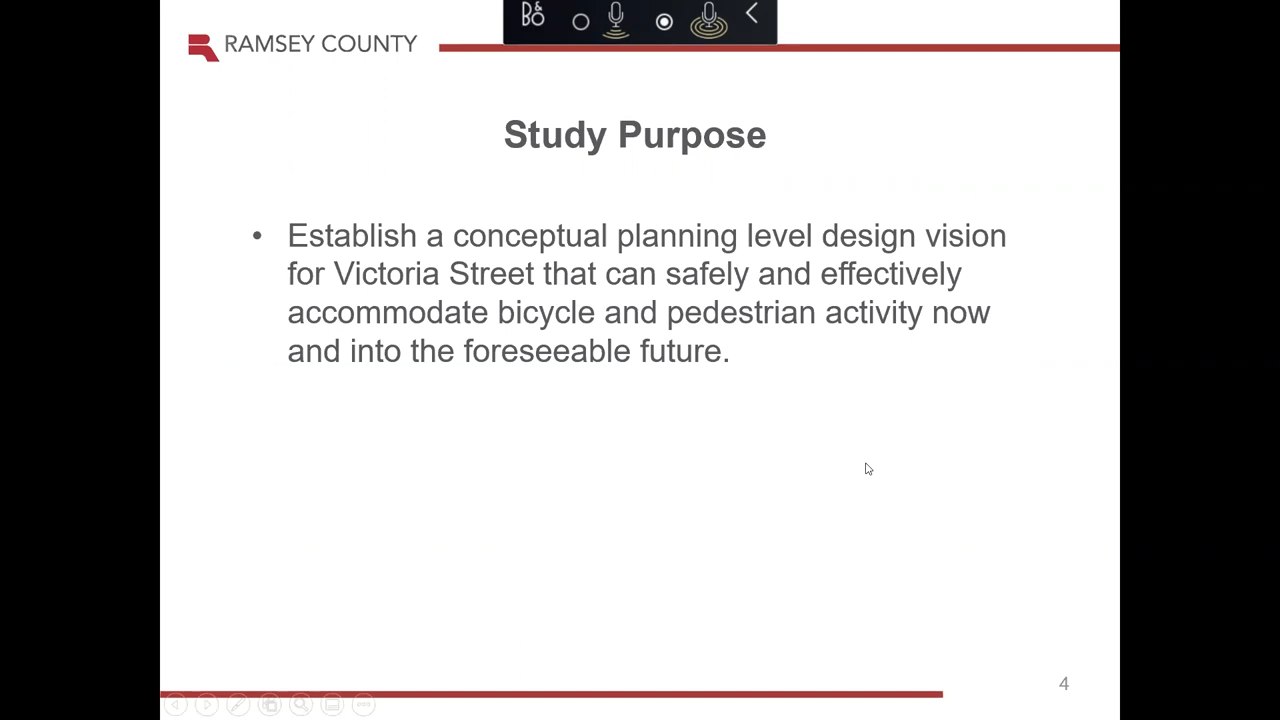 B&O
RAMSEY COUNTY
Study Purpose
• Establish a conceptual planning level design vision
for Victoria Street that can safely and effectively
accommodate bicycle and pedestrian activity now
and into the foreseeable future.
4